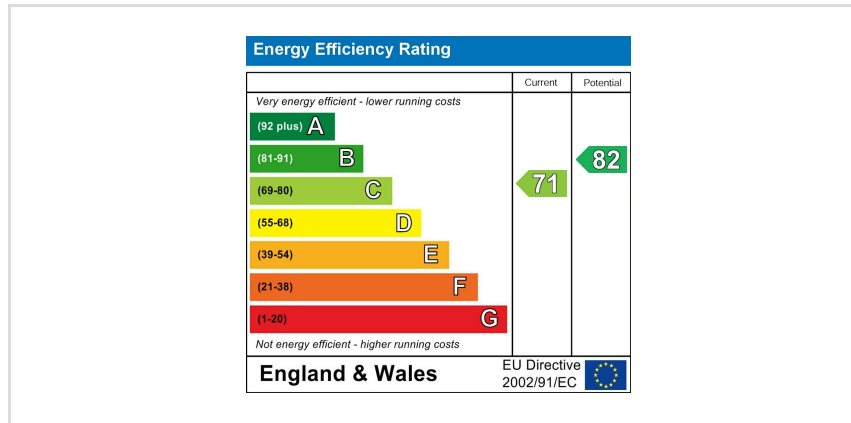 Energy Efficiency Rating
Current Potential
Very energy efficient - lower running costs
(92 plus) A
(81-91) B
(69-80) C
(55-68) D
(39-54) E
(21-38) F
(1-20) G
71
82
Not energy efficient - higher running costs
England & Wales
EU Directive
2002/91/EC